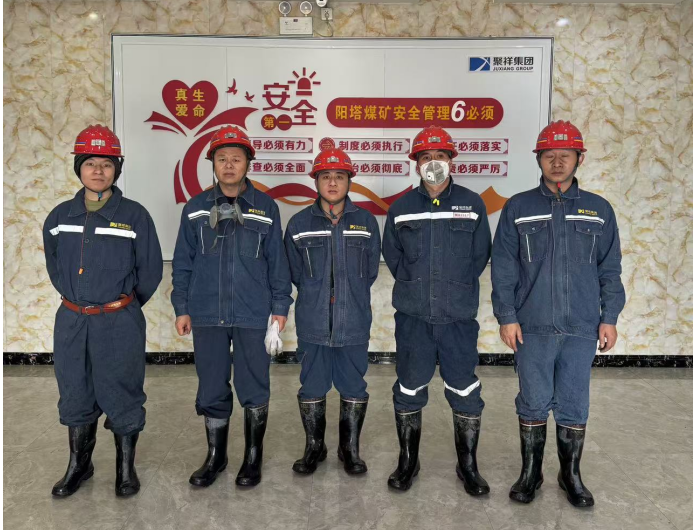 聚祥集团
JUXIANG GROUP
真生
爱命
安全
第一
阳塔煤矿安全管理6必须
导必须有力
制度必须执行
必须落实
查必须全面
必须彻底
必须严厉